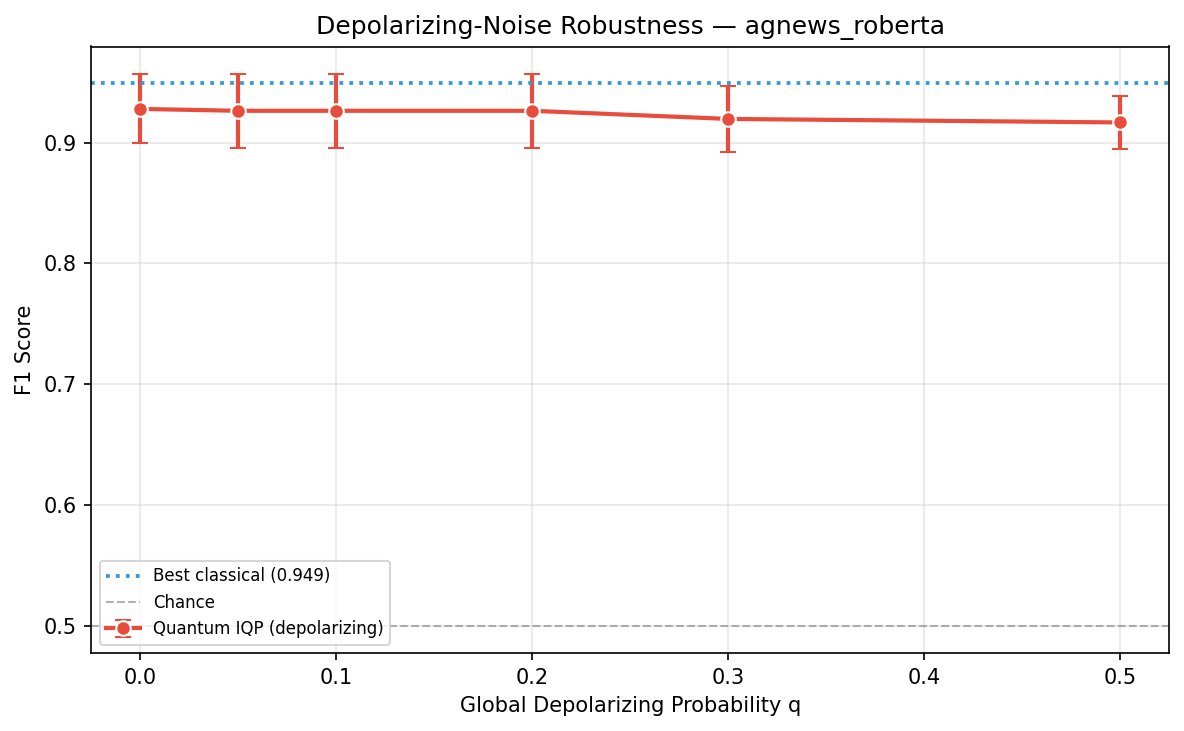 Depolarizing-Noise Robustness — agnews_roberta
F1 Score
0.9
0.8
0.7
0.6
0.5
Best classical (0.949)
Chance
Quantum IQP (depolarizing)
0.0 0.1 0.2 0.3 0.4 0.5
Global Depolarizing Probability q